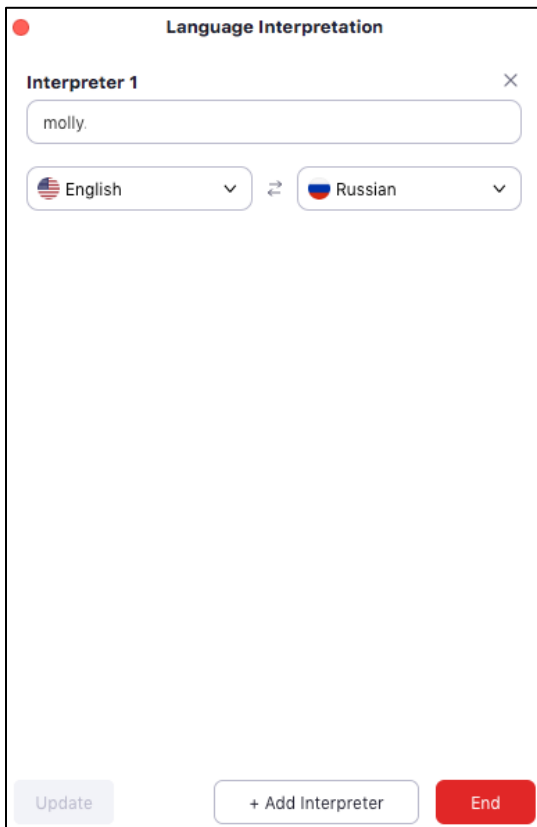 Language Interpretation
Interpreter 1
molly.
English Russian
Update + Add Interpreter End